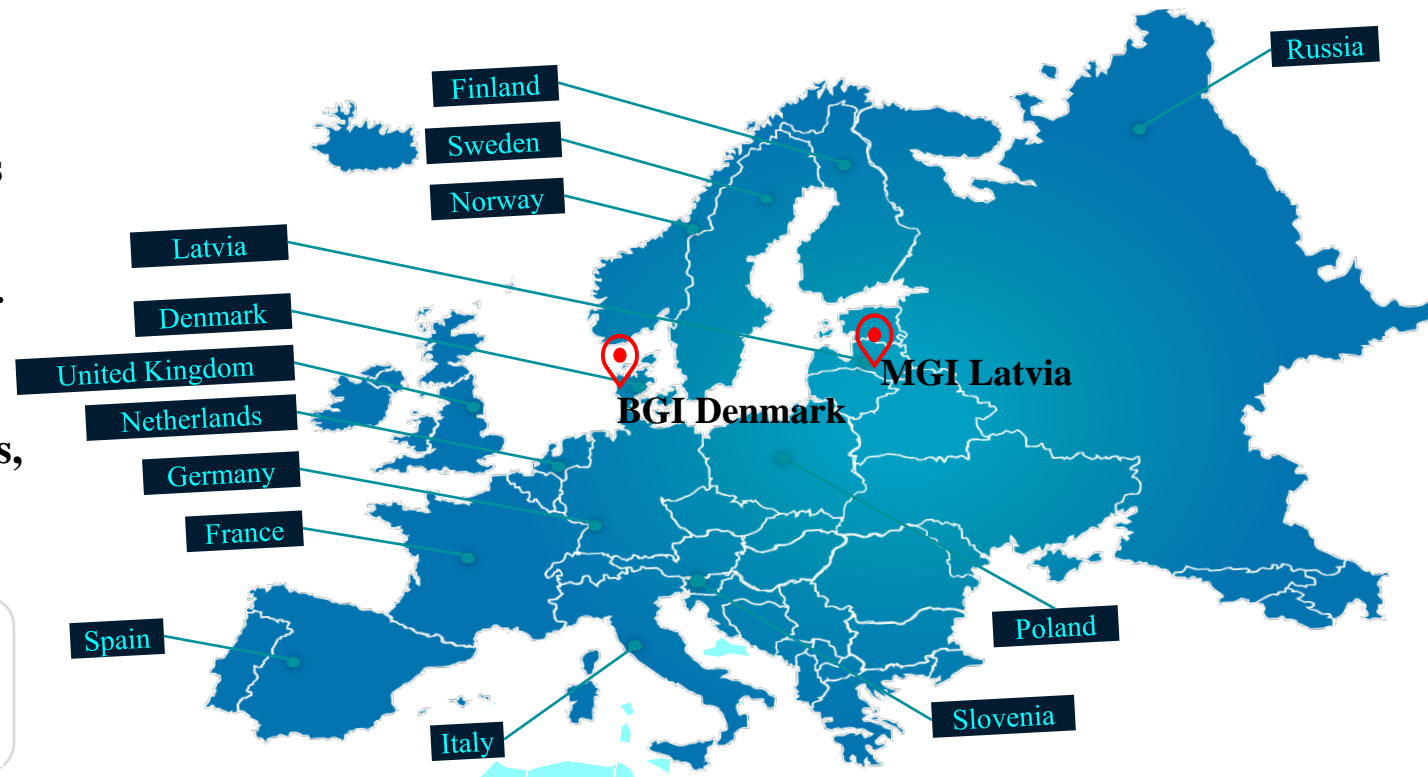 Russia
Finland
Sweden
Norway
Latvia
Denmark
United Kingdom
MGI Latvia
BGI Denmark
Netherlands
s,
Germany
France
Poland
Spain
Slovenia
Italy